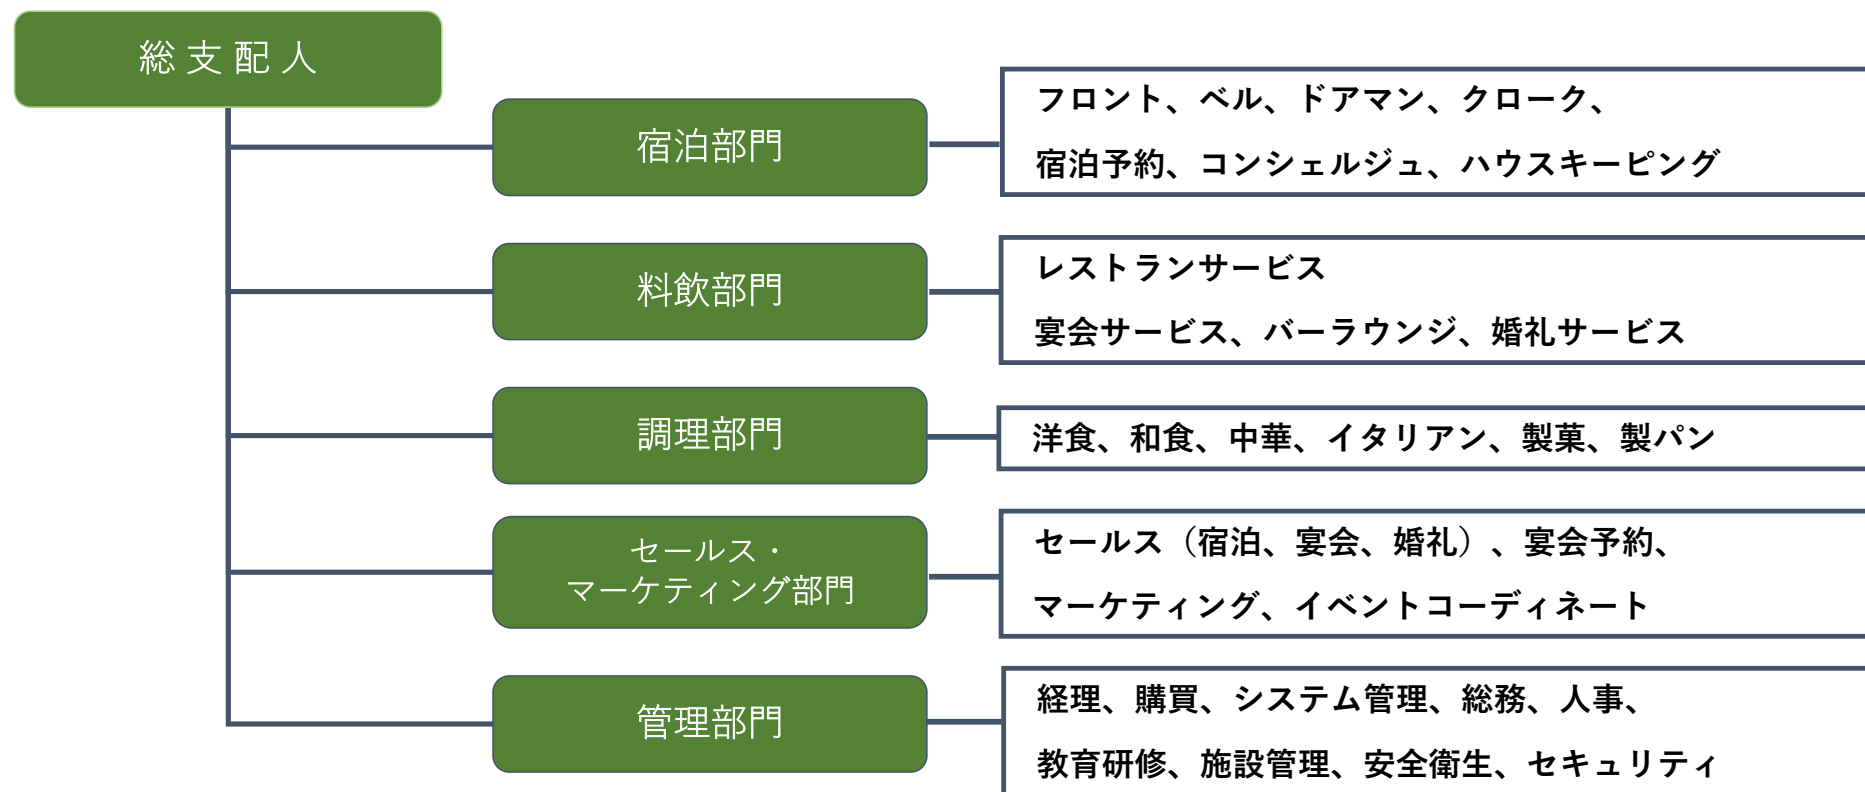 総支配人
宿泊部門
フロント、ベル、ドアマン、クローク、
宿泊予約、コンシェルジュ、ハウスキーピング
料飲部門
レストランサービス
宴会サービス、バーラウンジ、婚礼サービス
調理部門
洋食、和食、中華、イタリアン、製菓、製パン
セールス・
マーケティング部門
セールス（宿泊、宴会、婚礼）、宴会予約、
マーケティング、イベントコーディネート
管理部門
経理、購買、システム管理、総務、人事、
教育研修、施設管理、安全衛生、セキュリティ